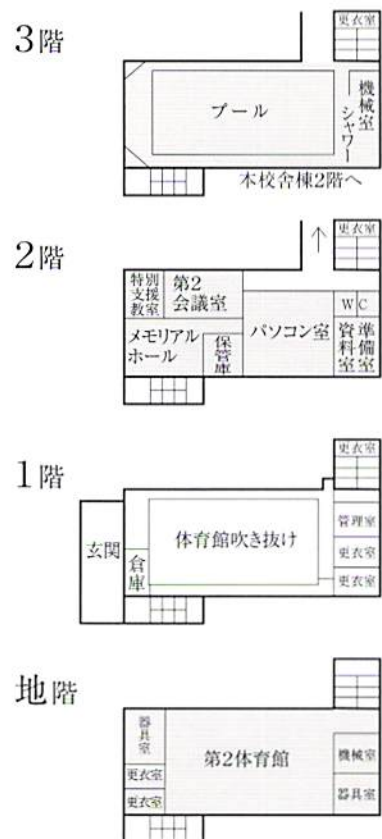 3階
更衣室
プール
機械室
シャワー
本校舎棟2階へ
2階
更衣室
特別
支援
教室
第2
会議室
メモリアル
ホール
保管庫
パソコン室
WC
資料室
準備室
1階
更衣室
玄関
倉庫
体育館吹き抜け
管理室
更衣室
更衣室
地階
器具室
更衣室
更衣室
第2体育館
機械室
器具室